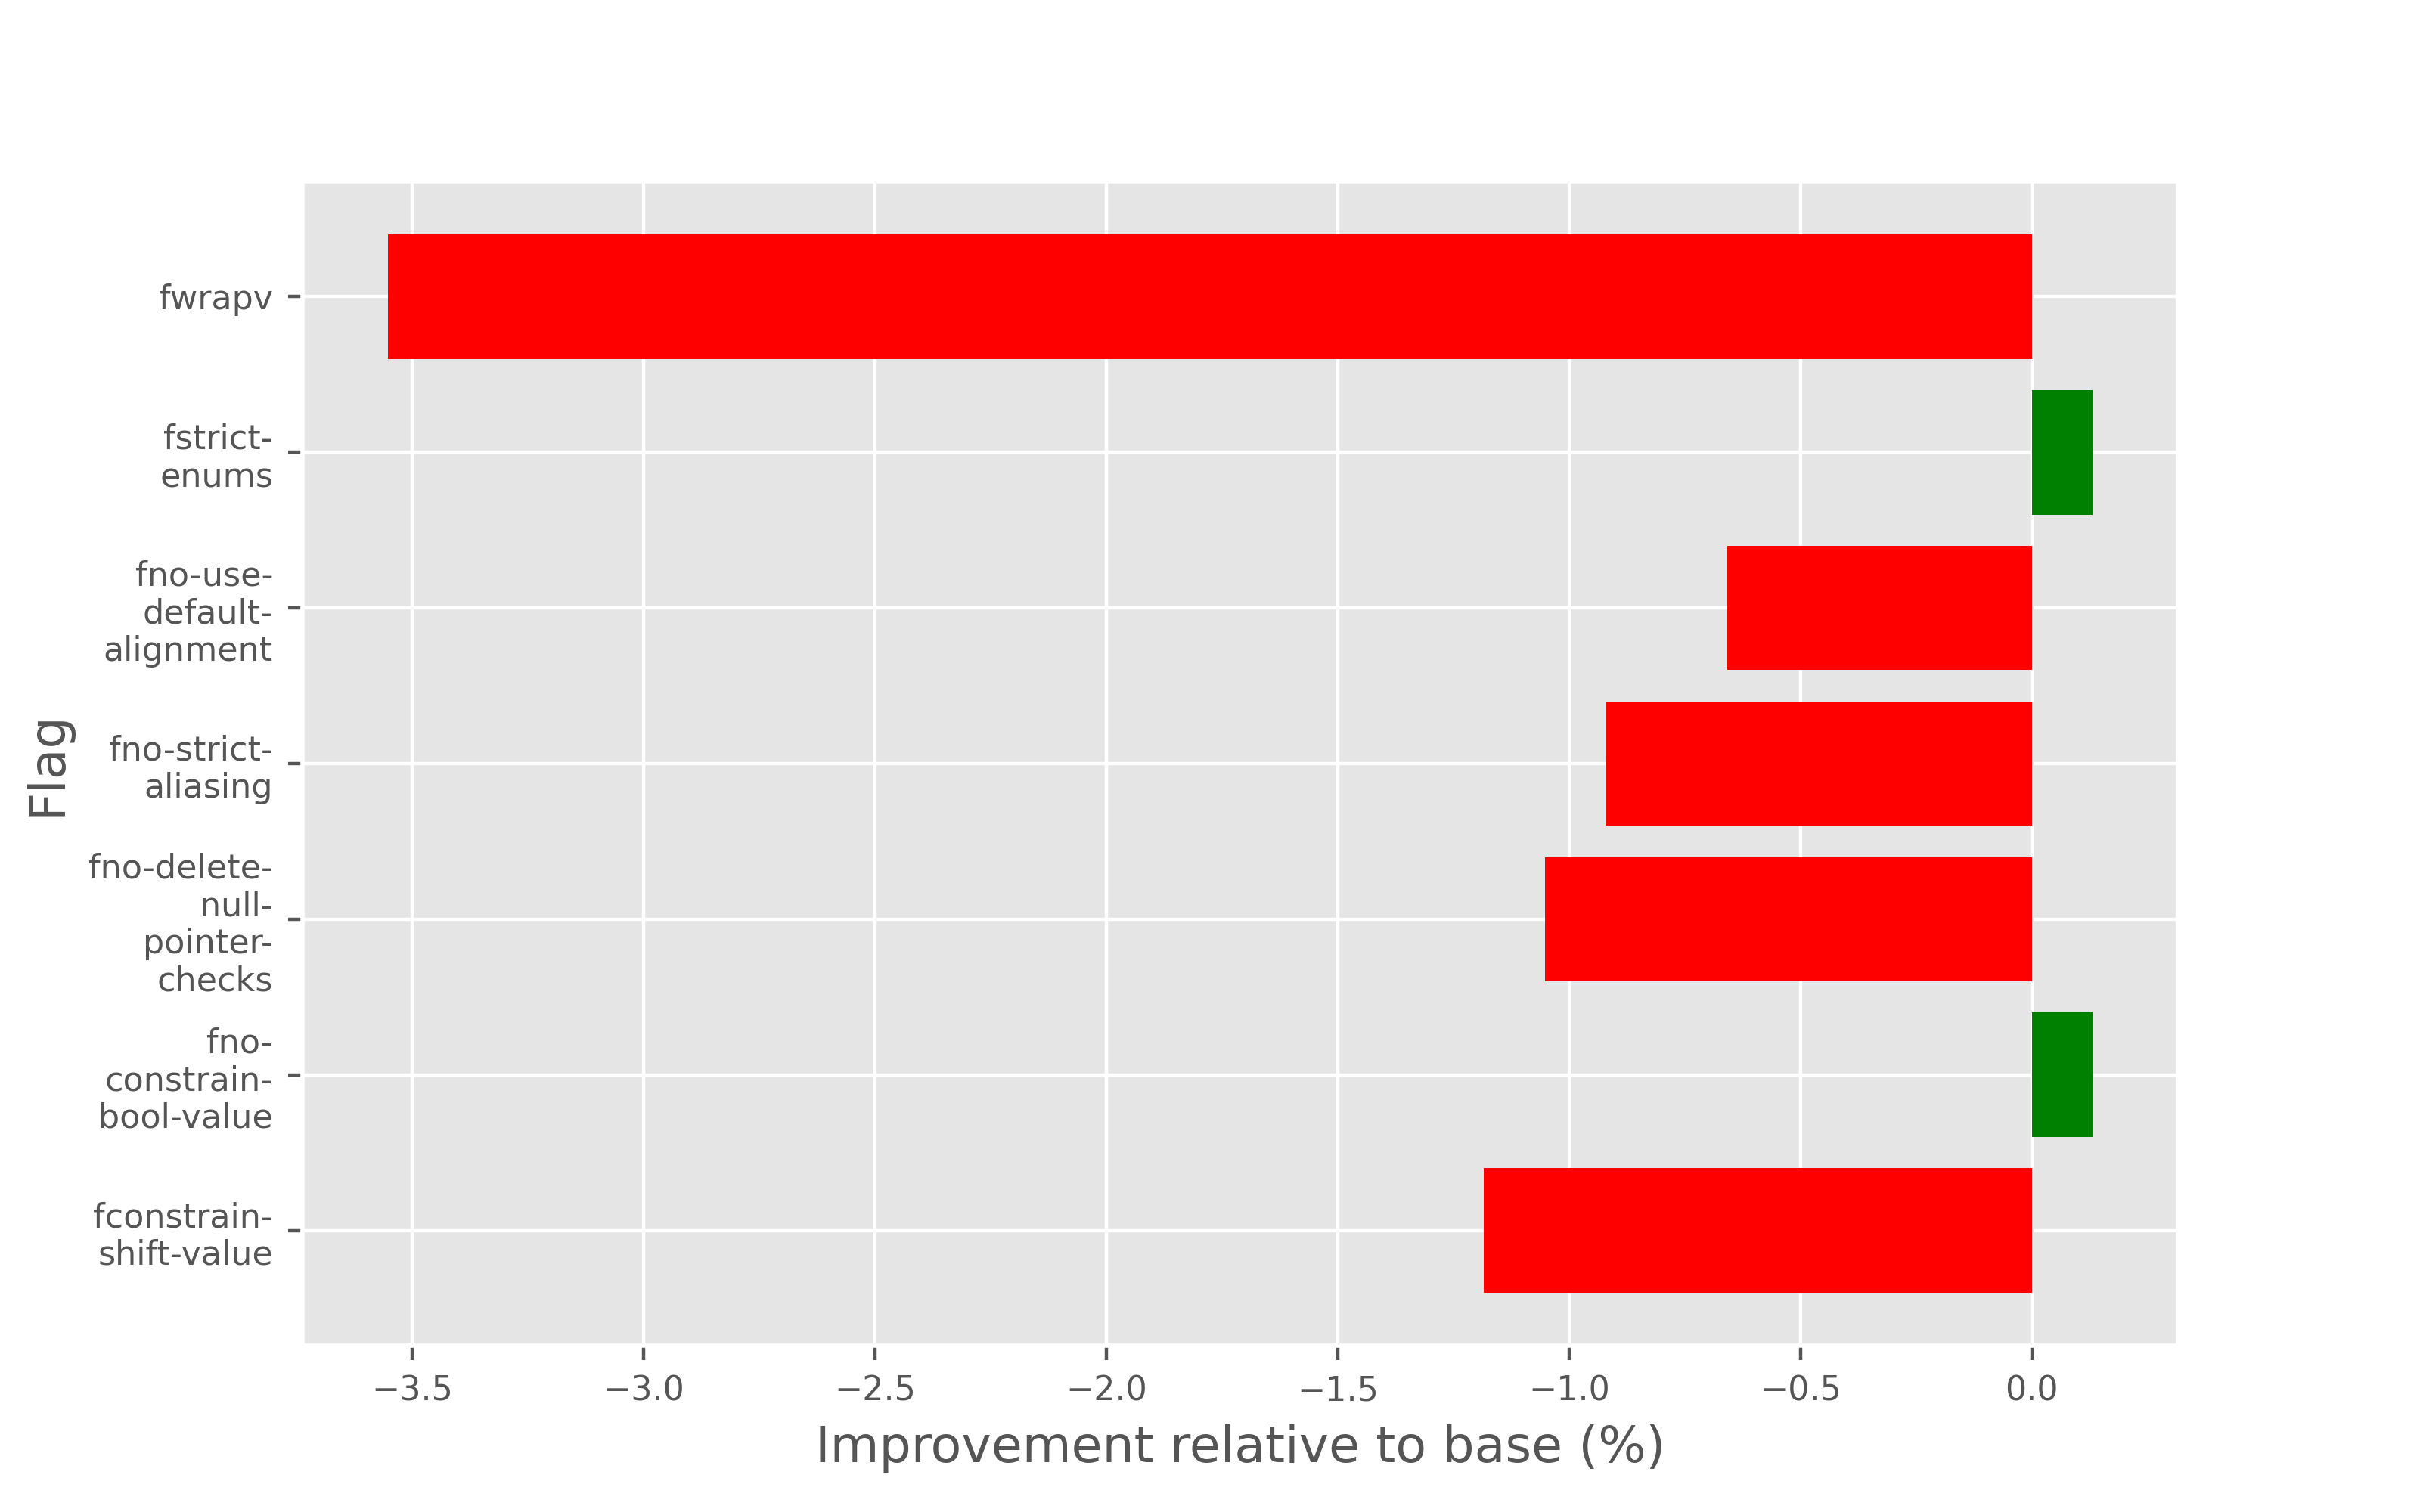 Flag
fwrapv
fstrict-
enums
fno-use-
default-
alignment
fno-strict-
aliasing
fno-delete-
null-
pointer-
checks
fno-
constrain-
bool-value
fconstrain-
shift-value
−3.5 −3.0 −2.5 −2.0 −1.5 −1.0 −0.5 0.0
Improvement relative to base (%)